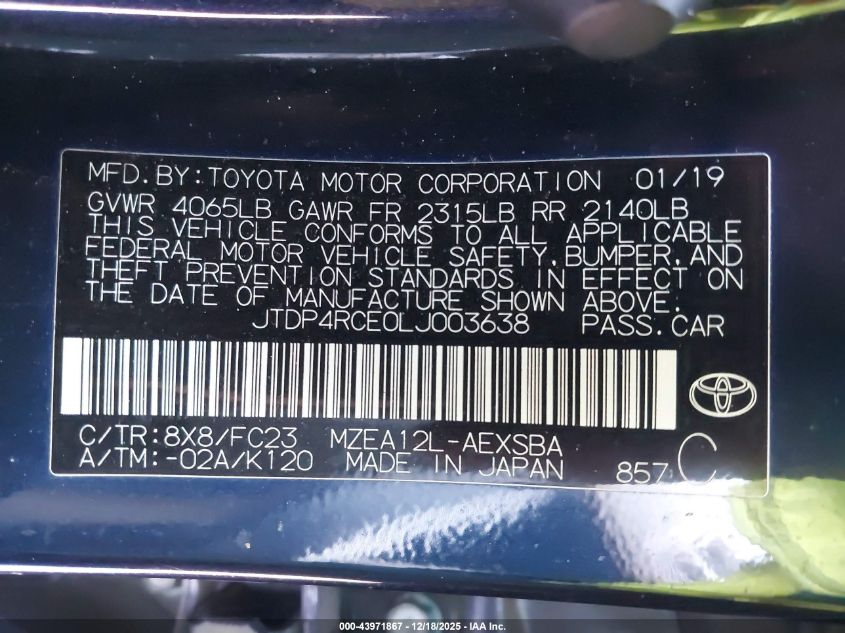 MFD.BY:TOYOTA MOTOR CORPORATION 01/19
GVWR 4065LB GAWR FR 2315LB RR 2140LB
THIS VEHICLE CONFORMS TO ALL APPLICABLE
FEDERAL MOTOR VEHICLE SAFETY,BUMPER,AND
THEFT PREVENTION STANDARDS IN EFFECT ON
THE DATE OF MANUFACTURE SHOWN ABOVE.
JTDP4RCE0LJ003638 PASS.CAR
C/TR:8X8/FC23 MZEA12L-AEXSBA
A/TM:-02A/K120 MADE IN JAPAN 857 C
000-43971867 - 12/18/2025 - IAA Inc.